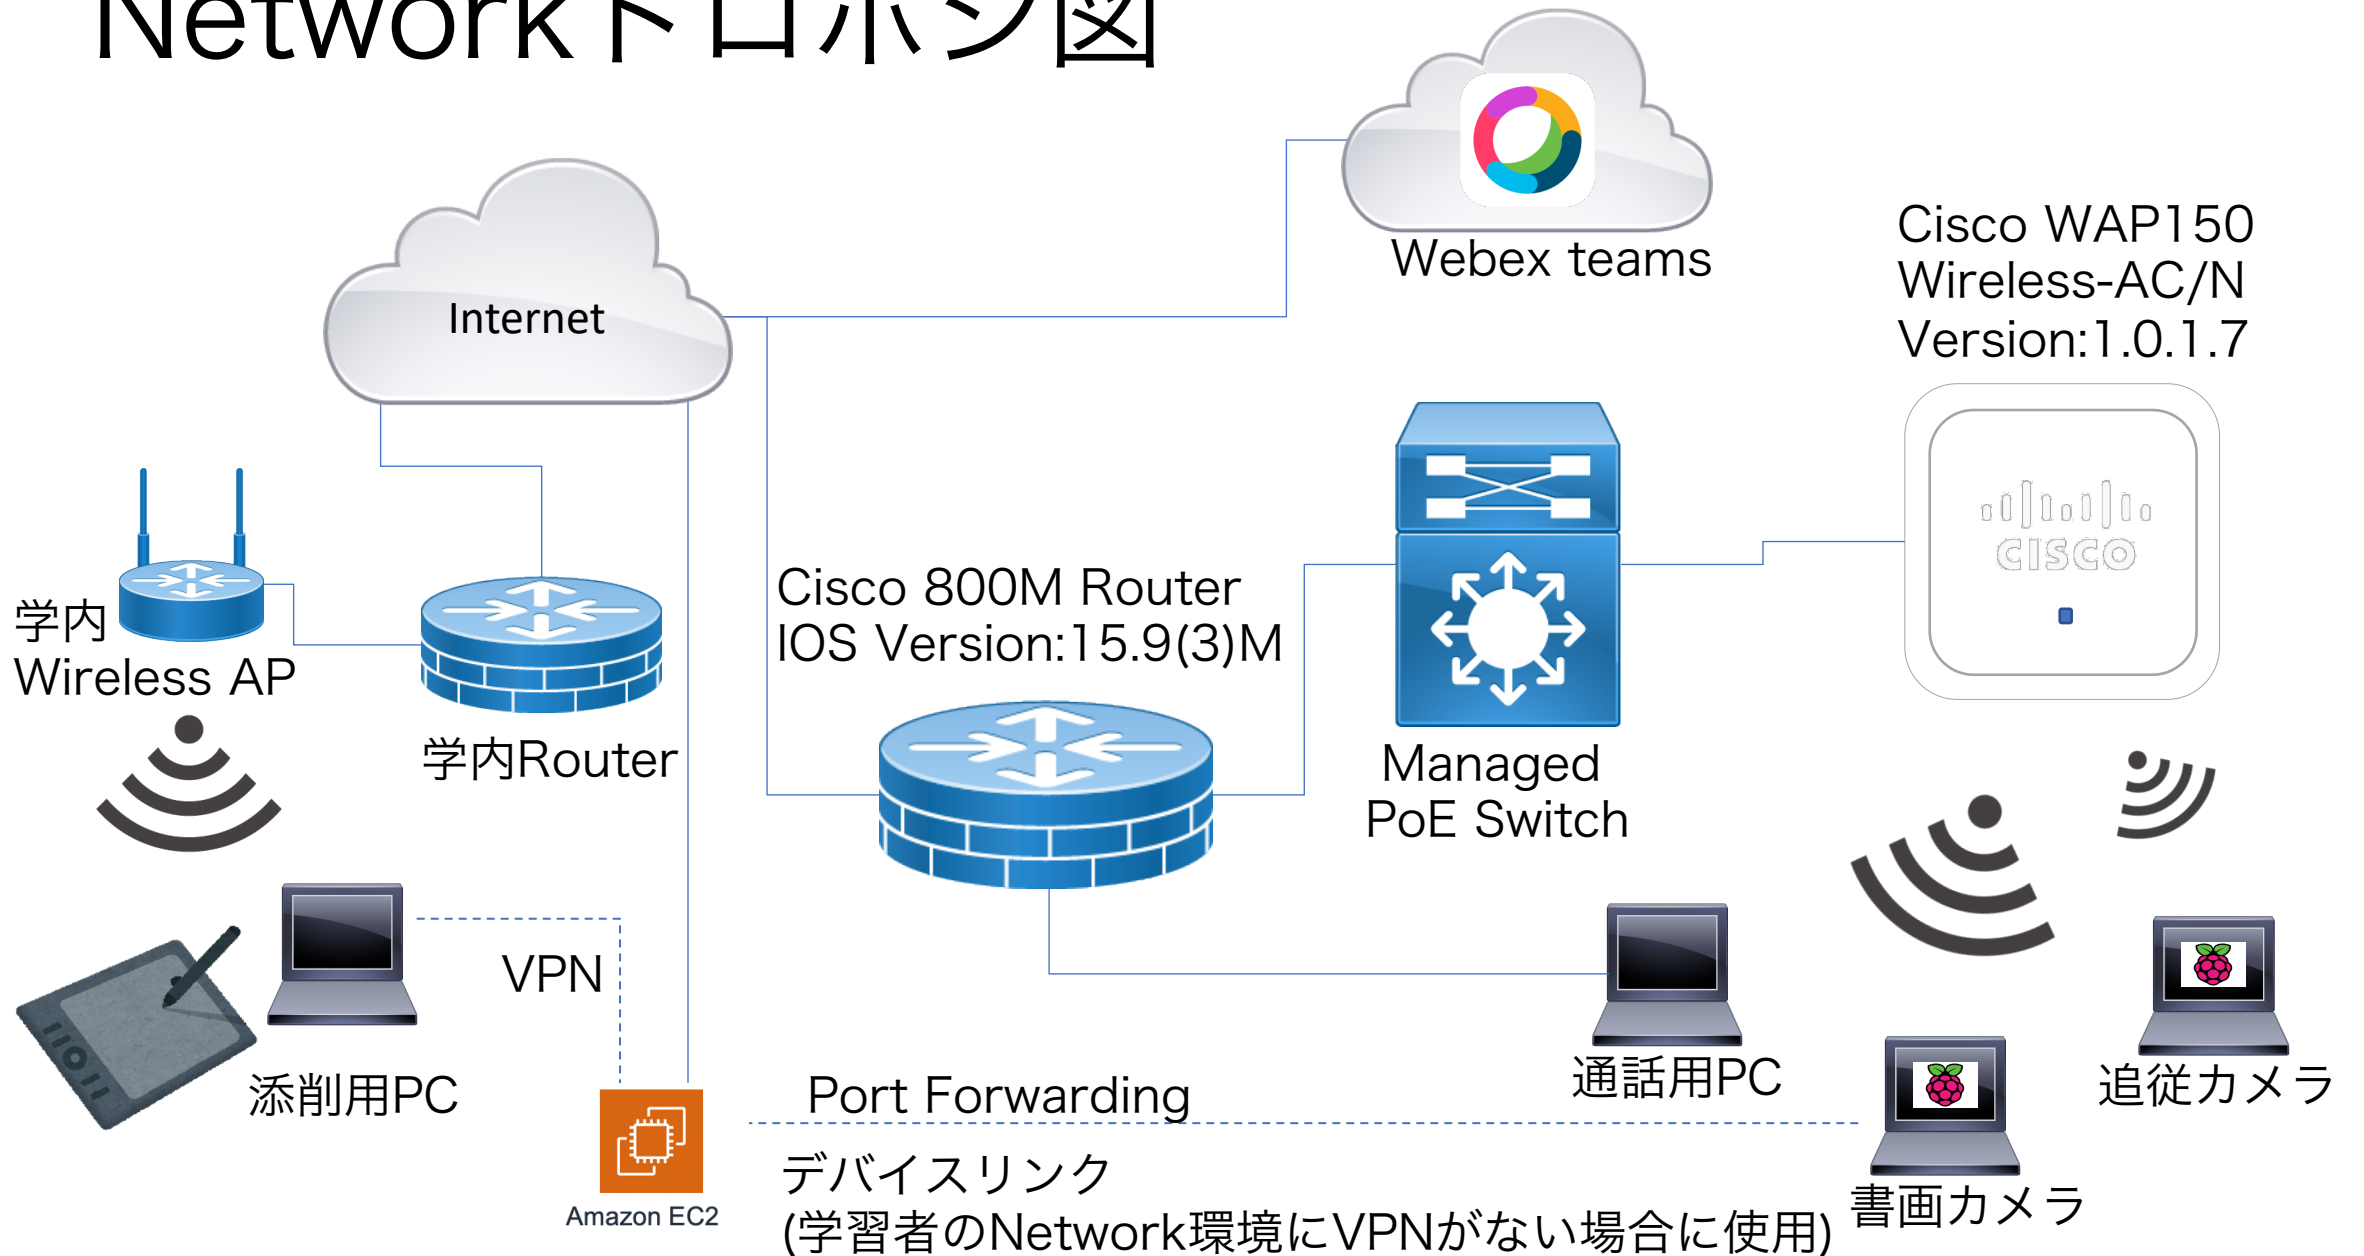 Networkトロポジ図
Webex teams
Internet
Cisco WAP150
Wireless-AC/N
Version:1.0.1.7
CISCO
学内
Wireless AP
学内Router
Cisco 800M Router
IOS Version:15.9(3)M
Managed
PoE Switch
VPN
添削用PC
Amazon EC2
Port Forwarding
デバイスリンク
(学習者のNetwork環境にVPNがない場合に使用)
通話用PC
追従カメラ
書画カメラ